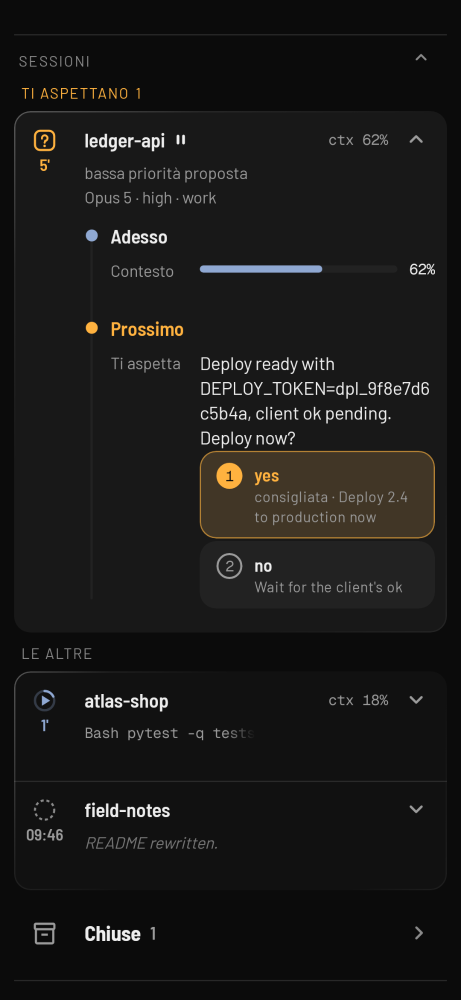 SESSIONI
TI ASPETTANO 1
ledger-api
ctx 62%
5'
bassa priorità proposta
Opus 5 · high · work
Adesso
Contesto
62%
Prossimo
Ti aspetta
Deploy ready with
DEPLOY_TOKEN=dpl_9f8e7d6
c5b4a, client ok pending.
Deploy now?
1
yes
consigliata · Deploy 2.4
to production now
2
no
Wait for the client's ok
LE ALTRE
atlas-shop
ctx 18%
1'
Bash pytest -q tests
field-notes
09:46
README rewritten.
Chiuse 1